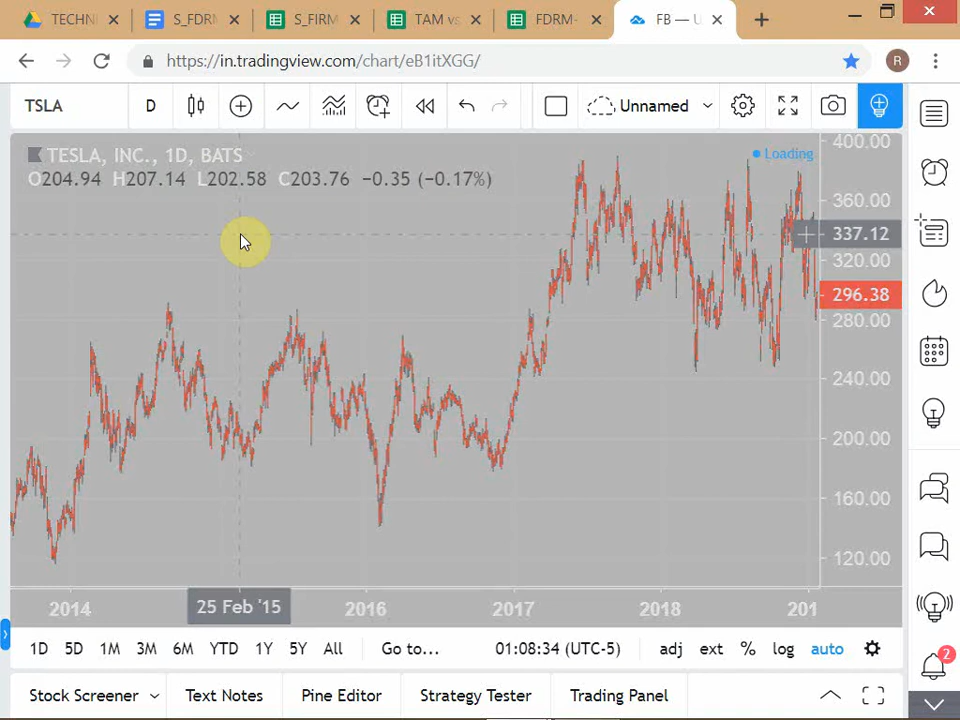 TECHNI
S_FDRM
S_FIRM
TAM vs
FDRM-
FB — U
https://in.tradingview.com/chart/eB1itXGG/
R
TSLA
D
Unnamed
TESLA, INC., 1D, BATS
Loading
O204.94 H207.14 L202.58 C203.76 −0.35 (−0.17%)
400.00
360.00
337.12
320.00
296.38
280.00
240.00
200.00
160.00
120.00
2014
25 Feb '15
2016
2017
2018
201
1D 5D 1M 3M 6M YTD 1Y 5Y All Go to... 01:08:34 (UTC-5) adj ext % log auto
2
Stock Screener Text Notes Pine Editor Strategy Tester Trading Panel